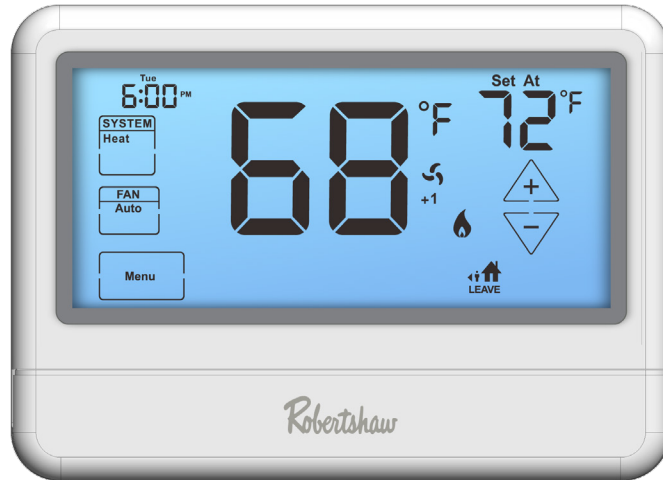 Tue
6:00 PM
Set At
72 °F
SYSTEM
Heat
68 °F
+1
FAN
Auto
+
−
Menu
LEAVE
Robertshaw